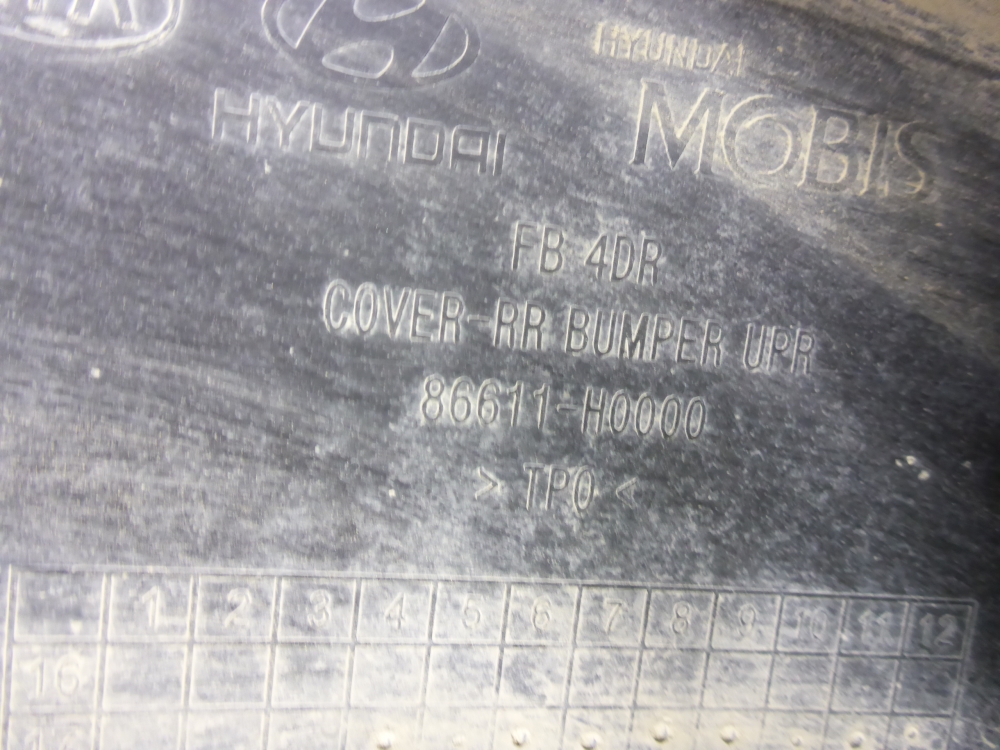 KIA
HYUNDAI
HYUNDAI
MOBIS
FB 4DR
COVER-RR BUMPER UPR
86611-H0000
> TPO <
1 2 3 4 5 6 7 8 9 10 11 12
16